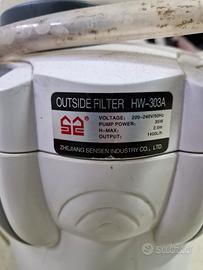 OUTSIDE FILTER HW-303A
VOLTAGE: 220-240V/50Hz
PUMP POWER: 35W
H-MAX: 2.0m
OUTPUT: 1400L/h
ZHEJIANG SENSEN INDUSTRY CO., LTD.
subito